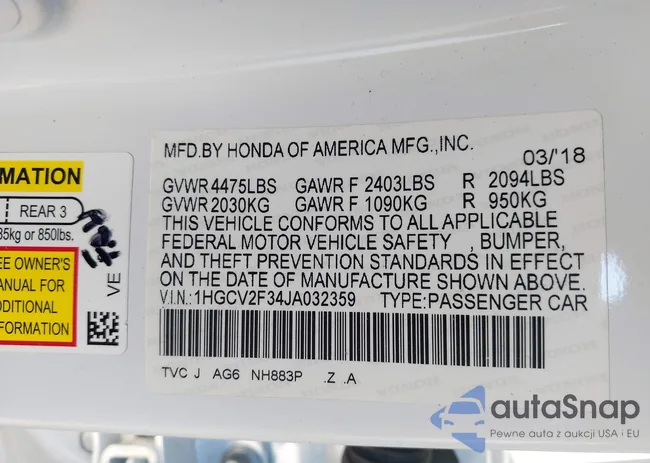 MFD.BY HONDA OF AMERICA MFG.,INC.
03/'18
GVWR 4475LBS GAWR F 2403LBS R 2094LBS
GVWR 2030KG GAWR F 1090KG R 950KG
THIS VEHICLE CONFORMS TO ALL APPLICABLE
FEDERAL MOTOR VEHICLE SAFETY , BUMPER,
AND THEFT PREVENTION STANDARDS IN EFFECT
ON THE DATE OF MANUFACTURE SHOWN ABOVE.
V.I.N.:1HGCV2F34JA032359 TYPE:PASSENGER CAR
TVC J AG6 NH883P .Z .A
MATION
REAR 3
85kg or 850lbs.
EE OWNER'S
MANUAL FOR
DDITIONAL
FORMATION
VE
autaSnap
Pewne auta z aukcji USA i EU